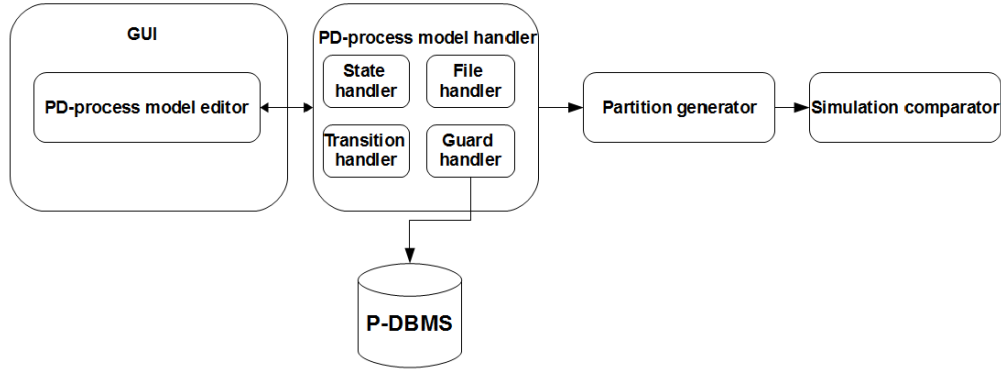 GUI
PD-process model editor
PD-process model handler
State
handler
File
handler
Transition
handler
Guard
handler
Partition generator
Simulation comparator
P-DBMS